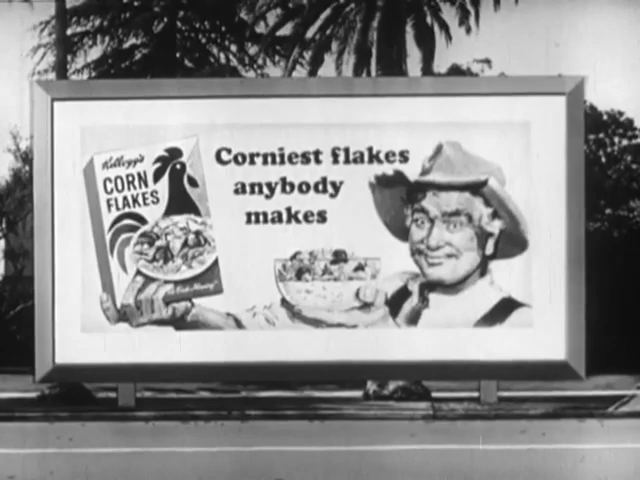 Kellogg's
CORN
FLAKES
Corniest flakes
anybody
makes